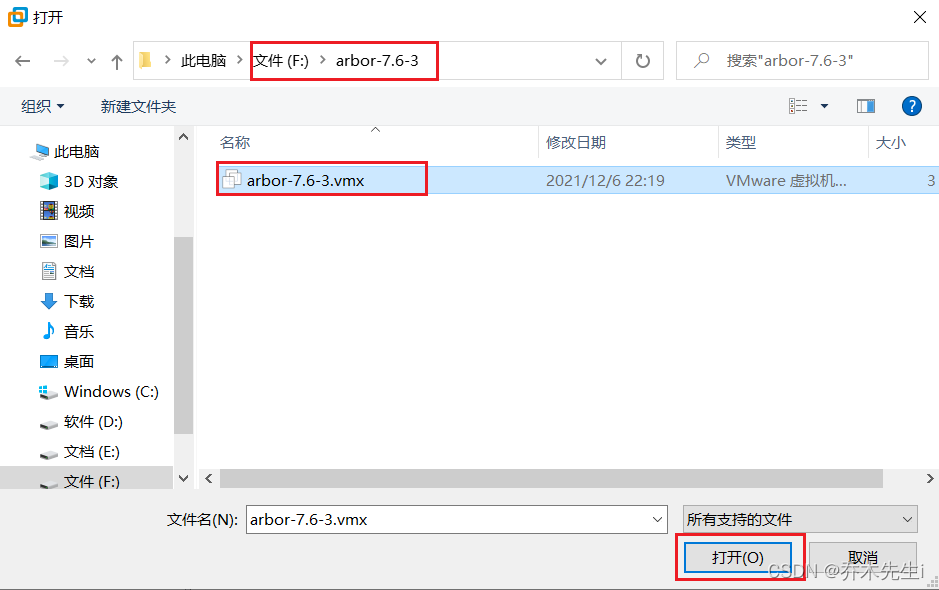 打开
此电脑 文件 (F:) arbor-7.6-3 搜索"arbor-7.6-3"
组织 新建文件夹
名称 修改日期 类型 大小
arbor-7.6-3.vmx 2021/12/6 22:19 VMware 虚拟机... 3
此电脑
3D 对象
视频
图片
文档
下载
音乐
桌面
Windows (C:)
软件 (D:)
文档 (E:)
文件 (F:)
文件名(N): arbor-7.6-3.vmx 所有支持的文件
打开(O) 取消
CSDN @乔木先生i